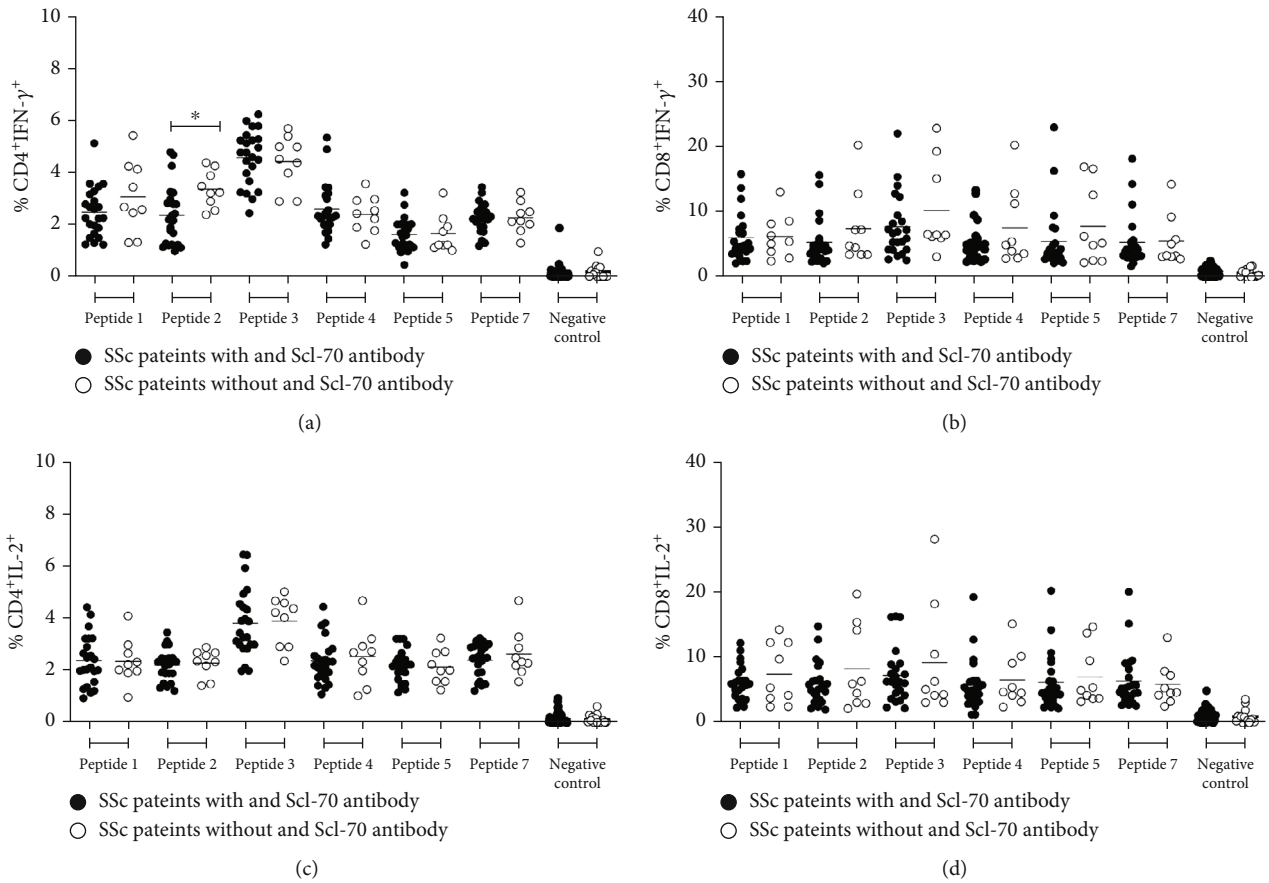 10
8
6
4
2
0
% CD4⁺IFN-γ⁺
*
Peptide 1 Peptide 2 Peptide 3 Peptide 4 Peptide 5 Peptide 7 Negative control
SSc pateints with and Scl-70 antibody
SSc pateints without and Scl-70 antibody
(a)
40
30
20
10
0
% CD8⁺IFN-γ⁺
Peptide 1 Peptide 2 Peptide 3 Peptide 4 Peptide 5 Peptide 7 Negative control
SSc pateints with and Scl-70 antibody
SSc pateints without and Scl-70 antibody
(b)
10
8
6
4
2
0
% CD4⁺IL-2⁺
Peptide 1 Peptide 2 Peptide 3 Peptide 4 Peptide 5 Peptide 7 Negative control
SSc pateints with and Scl-70 antibody
SSc pateints without and Scl-70 antibody
(c)
40
30
20
10
0
% CD8⁺IL-2⁺
Peptide 1 Peptide 2 Peptide 3 Peptide 4 Peptide 5 Peptide 7 Negative control
SSc pateints with and Scl-70 antibody
SSc pateints without and Scl-70 antibody
(d)